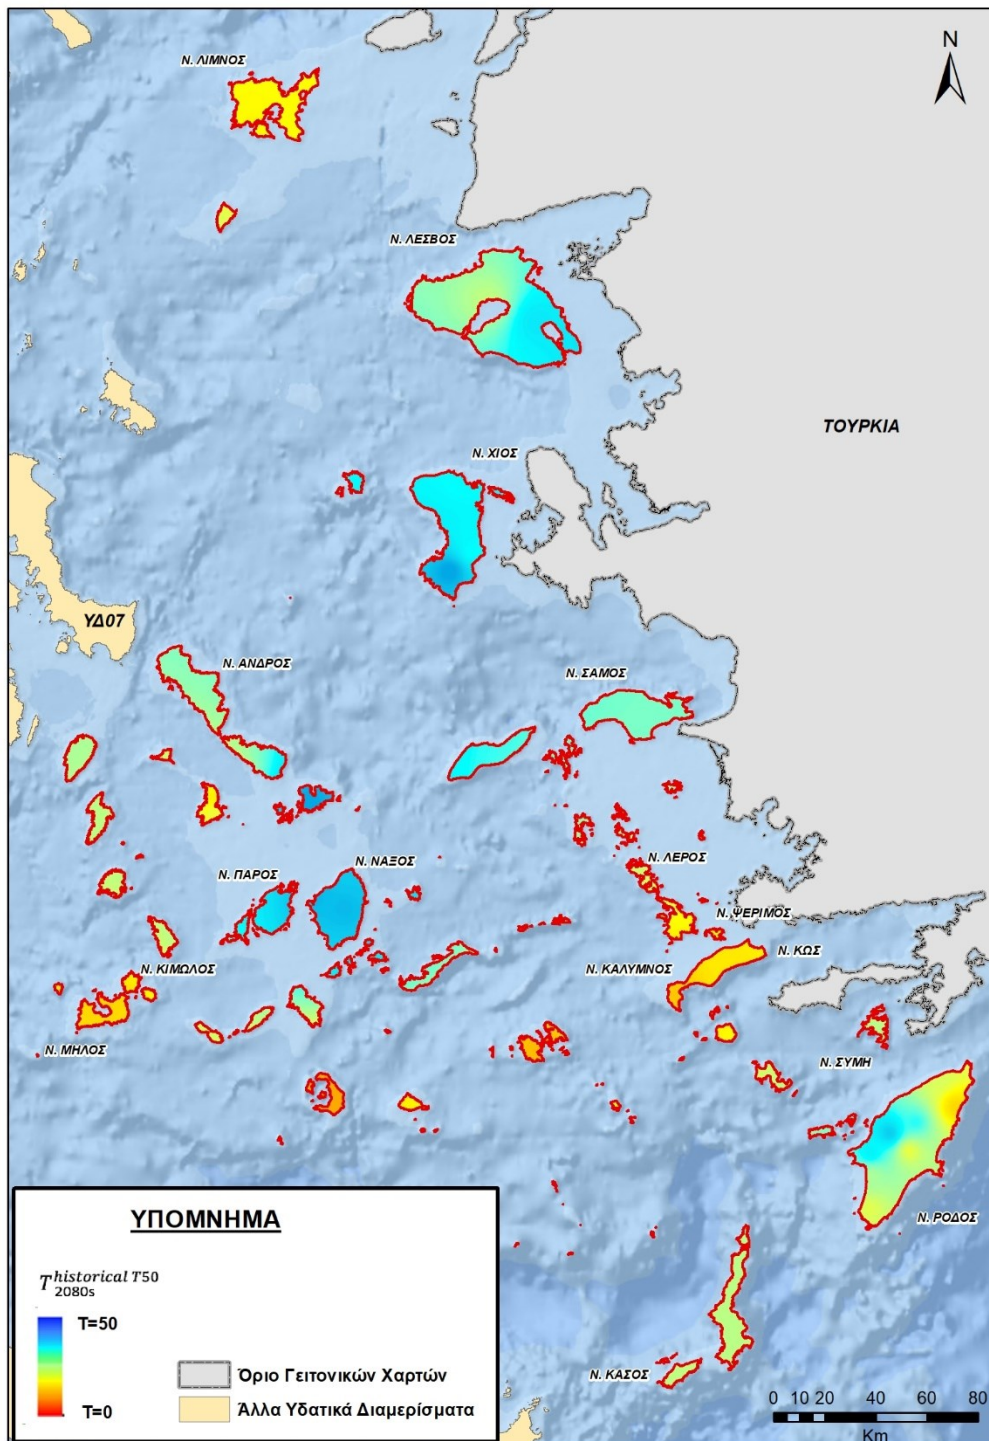 N
Ν. ΛΙΜΝΟΣ
Ν. ΛΕΣΒΟΣ
ΤΟΥΡΚΙΑ
Ν. ΧΙΟΣ
ΥΔ07
Ν. ΑΝΔΡΟΣ
Ν. ΣΑΜΟΣ
Ν. ΛΕΡΟΣ
Ν. ΝΑΞΟΣ
Ν. ΠΑΡΟΣ
Ν. ΨΕΡΙΜΟΣ
Ν. ΚΩΣ
Ν. ΚΙΜΩΛΟΣ
Ν. ΚΑΛΥΜΝΟΣ
Ν. ΜΗΛΟΣ
Ν. ΣΥΜΗ
Ν. ΡΟΔΟΣ
Ν. ΚΑΣΟΣ
ΥΠΟΜΝΗΜΑ
T historical T50 2080s
T=50
T=0
Όριο Γειτονικών Χαρτών
Άλλα Υδατικά Διαμερίσματα
0 10 20 40 60 80
Km